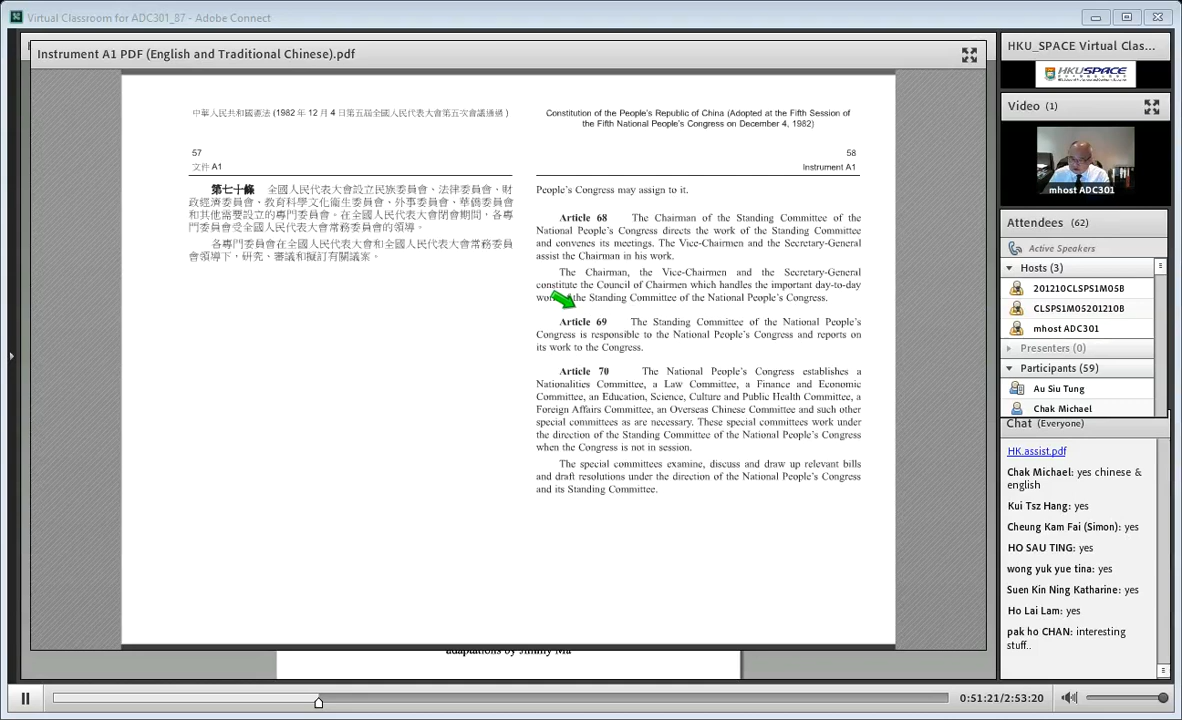 Virtual Classroom for ADC301_87 - Adobe Connect
Instrument A1 PDF (English and Traditional Chinese).pdf
中華人民共和國憲法 (1982 年 12 月 4 日第五屆全國人民代表大會第五次會議通過 )
57
文件 A1
第七十條 全國人民代表大會設立民族委員會、法律委員會、財
政經濟委員會、教育科學文化衞生委員會、外事委員會、華僑委員會
和其他需要設立的專門委員會。在全國人民代表大會閉會期間，各專
門委員會受全國人民代表大會常務委員會的領導。
各專門委員會在全國人民代表大會和全國人民代表大會常務委員
會領導下，研究、審議和擬訂有關議案。
Constitution of the People's Republic of China (Adopted at the Fifth Session of
the Fifth National People's Congress on December 4, 1982)
58
Instrument A1
People's Congress may assign to it.
Article 68 The Chairman of the Standing Committee of the
National People's Congress directs the work of the Standing Committee
and convenes its meetings. The Vice-Chairmen and the Secretary-General
assist the Chairman in his work.
The Chairman, the Vice-Chairmen and the Secretary-General
constitute the Council of Chairmen which handles the important day-to-day
the Standing Committee of the National People's Congress.
Article 69 The Standing Committee of the National People's
Congress is responsible to the National People's Congress and reports on
its work to the Congress.
Article 70 The National People's Congress establishes a
Nationalities Committee, a Law Committee, a Finance and Economic
Committee, an Education, Science, Culture and Public Health Committee, a
Foreign Affairs Committee, an Overseas Chinese Committee and such other
special committees as are necessary. These special committees work under
the direction of the Standing Committee of the National People's Congress
when the Congress is not in session.
The special committees examine, discuss and draw up relevant bills
and draft resolutions under the direction of the National People's Congress
and its Standing Committee.
adaptations by Jimmy Ma
HKU_SPACE Virtual Clas...
HKUSPACE
Video (1)
mhost ADC301
Attendees (62)
Active Speakers
Hosts (3)
201210CLSPS1M05B
CLSPS1M05201210B
mhost ADC301
Presenters (0)
Participants (59)
Au Siu Tung
Chak Michael
Chat (Everyone)
HK.assist.pdf
Chak Michael: yes chinese &
english
Kui Tsz Hang: yes
Cheung Kam Fai (Simon): yes
HO SAU TING: yes
wong yuk yue tina: yes
Suen Kin Ning Katharine: yes
Ho Lai Lam: yes
pak ho CHAN: interesting
stuff..
0:51:21/2:53:20